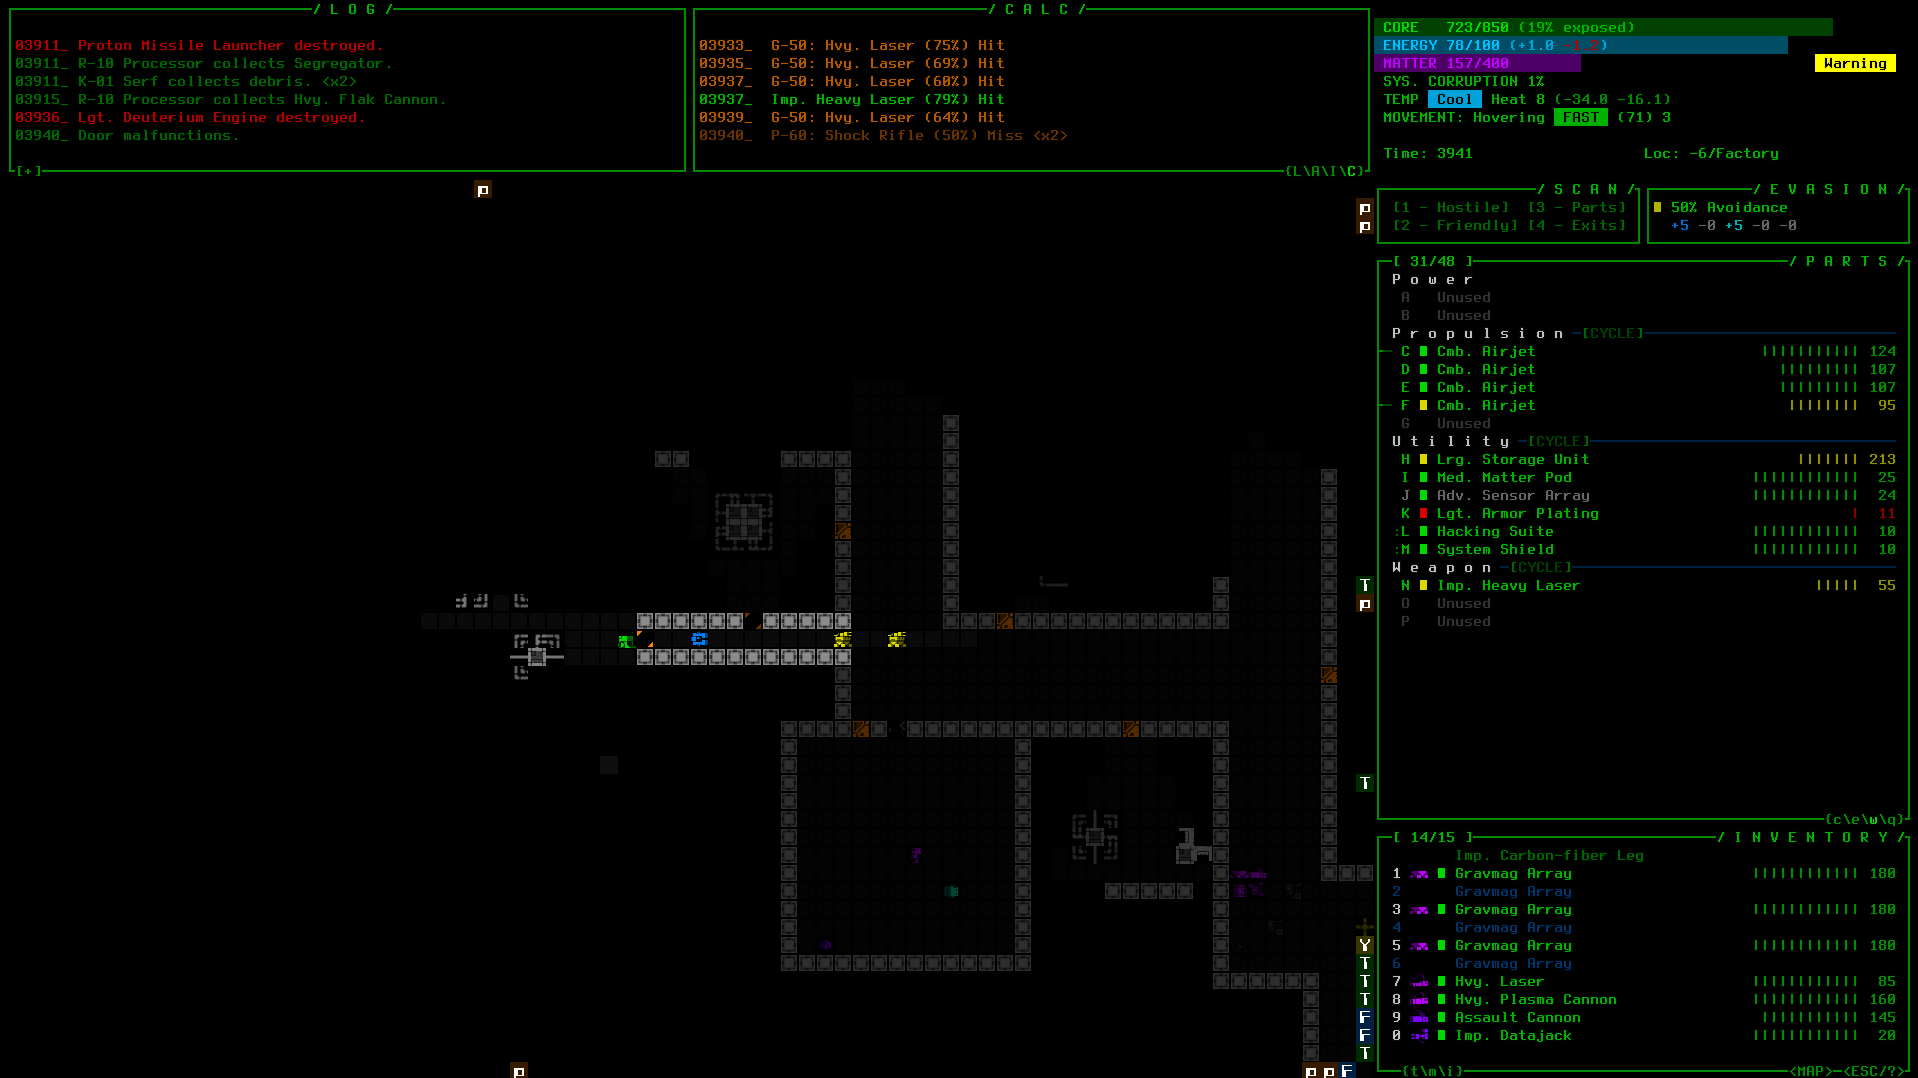 / L O G /
03911_ Proton Missile Launcher destroyed.
03911_ R-10 Processor collects Segregator.
03911_ K-01 Serf collects debris. <x2>
03915_ R-10 Processor collects Hvy. Flak Cannon.
03936_ Lgt. Deuterium Engine destroyed.
03940_ Door malfunctions.
[+]
/ C A L C /
03933_ G-50: Hvy. Laser (75%) Hit
03935_ G-50: Hvy. Laser (69%) Hit
03937_ G-50: Hvy. Laser (60%) Hit
03937_ Imp. Heavy Laser (79%) Hit
03939_ G-50: Hvy. Laser (64%) Hit
03940_ P-60: Shock Rifle (50%) Miss <x2>
{L\A\I\C}
CORE 723/850 (19% exposed)
ENERGY 78/100 (+1.0 -1.2)
MATTER 157/400
Warning
SYS. CORRUPTION 1%
TEMP Cool Heat 8 (-34.0 -16.1)
MOVEMENT: Hovering FAST (71) 3
Time: 3941 Loc: -6/Factory
/ S C A N /
[1 - Hostile] [3 - Parts]
[2 - Friendly] [4 - Exits]
/ E V A S I O N /
50% Avoidance
+5 -0 +5 -0 -0
[ 31/48 ] / P A R T S /
Power
A Unused
B Unused
Propulsion [CYCLE]
C Cmb. Airjet 124
D Cmb. Airjet 107
E Cmb. Airjet 107
F Cmb. Airjet 95
G Unused
Utility [CYCLE]
H Lrg. Storage Unit 213
I Med. Matter Pod 25
J Adv. Sensor Array 24
K Lgt. Armor Plating 11
:L Hacking Suite 10
:M System Shield 10
Weapon [CYCLE]
N Imp. Heavy Laser 55
O Unused
P Unused
{c\e\w\q}
[ 14/15 ] / I N V E N T O R Y /
Imp. Carbon-fiber Leg
1 Gravmag Array 180
2 Gravmag Array
3 Gravmag Array 180
4 Gravmag Array
5 Gravmag Array 180
6 Gravmag Array
7 Hvy. Laser 85
8 Hvy. Plasma Cannon 160
9 Assault Cannon 145
0 Imp. Datajack 20
{t\m\i} <MAP> <ESC/?>
p
p
p
T
p
T
Y
T
T
T
F
F
T
p
p p F